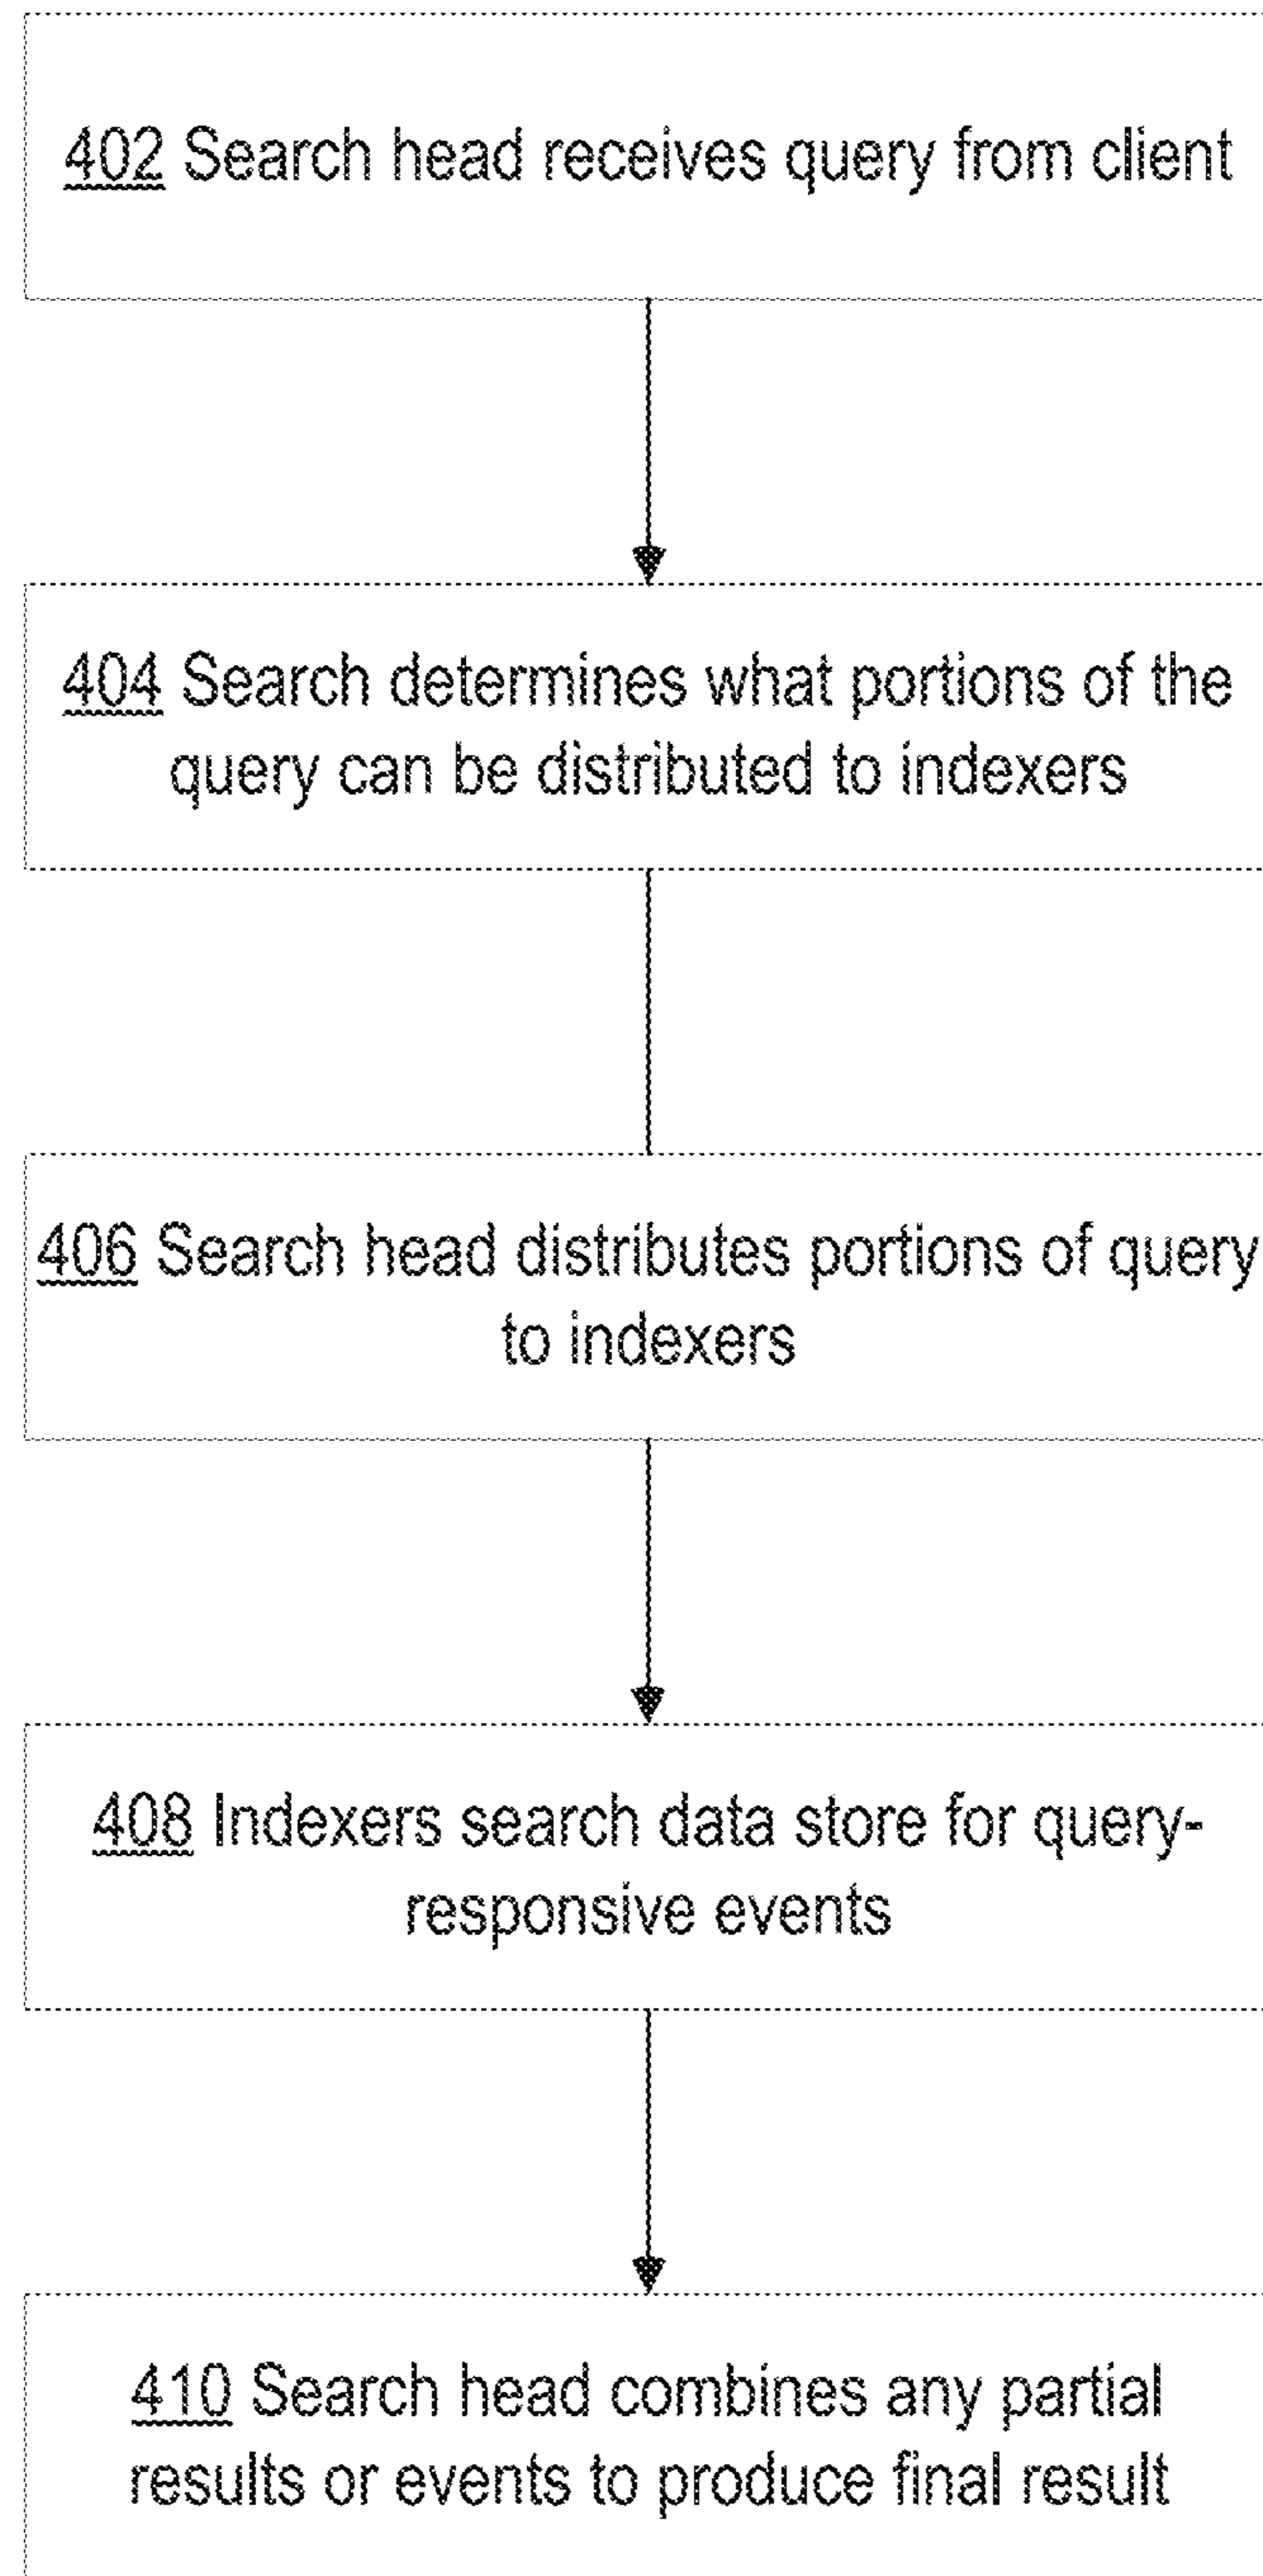 402 Search head receives query from client
404 Search determines what portions of the
query can be distributed to indexers
406 Search head distributes portions of query
to indexers
408 Indexers search data store for query-
responsive events
410 Search head combines any partial
results or events to produce final result